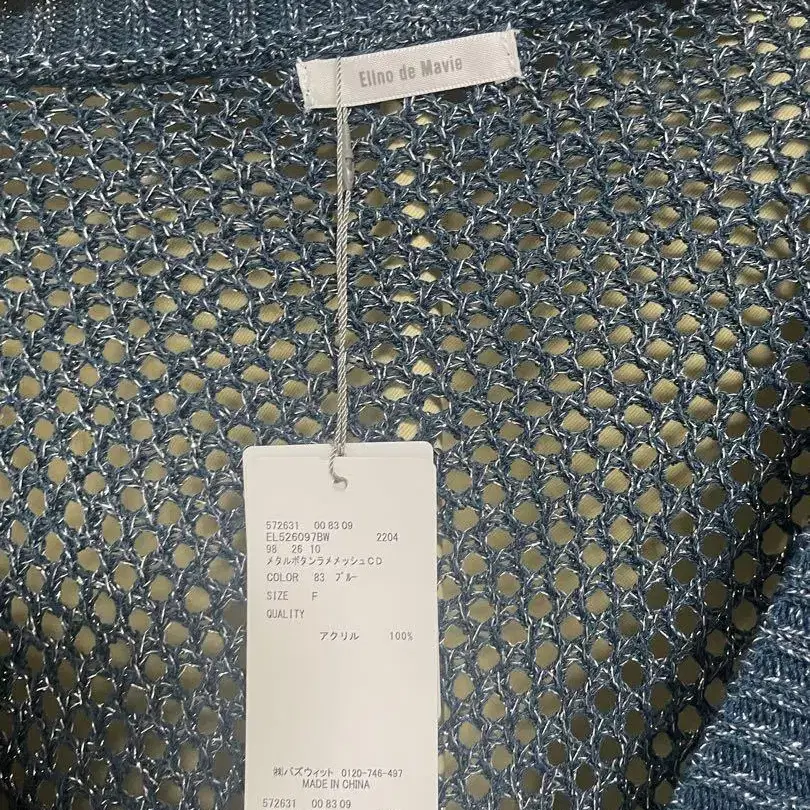 Elino de Mavie
572631 00 83 09
EL526097BW 2204
98 26 10
メタルボタンラメメッシュCD
COLOR 83 ブルー
SIZE F
QUALITY
アクリル 100%
㈱バズウィット 0120-746-497
MADE IN CHINA
572631 00 83 09